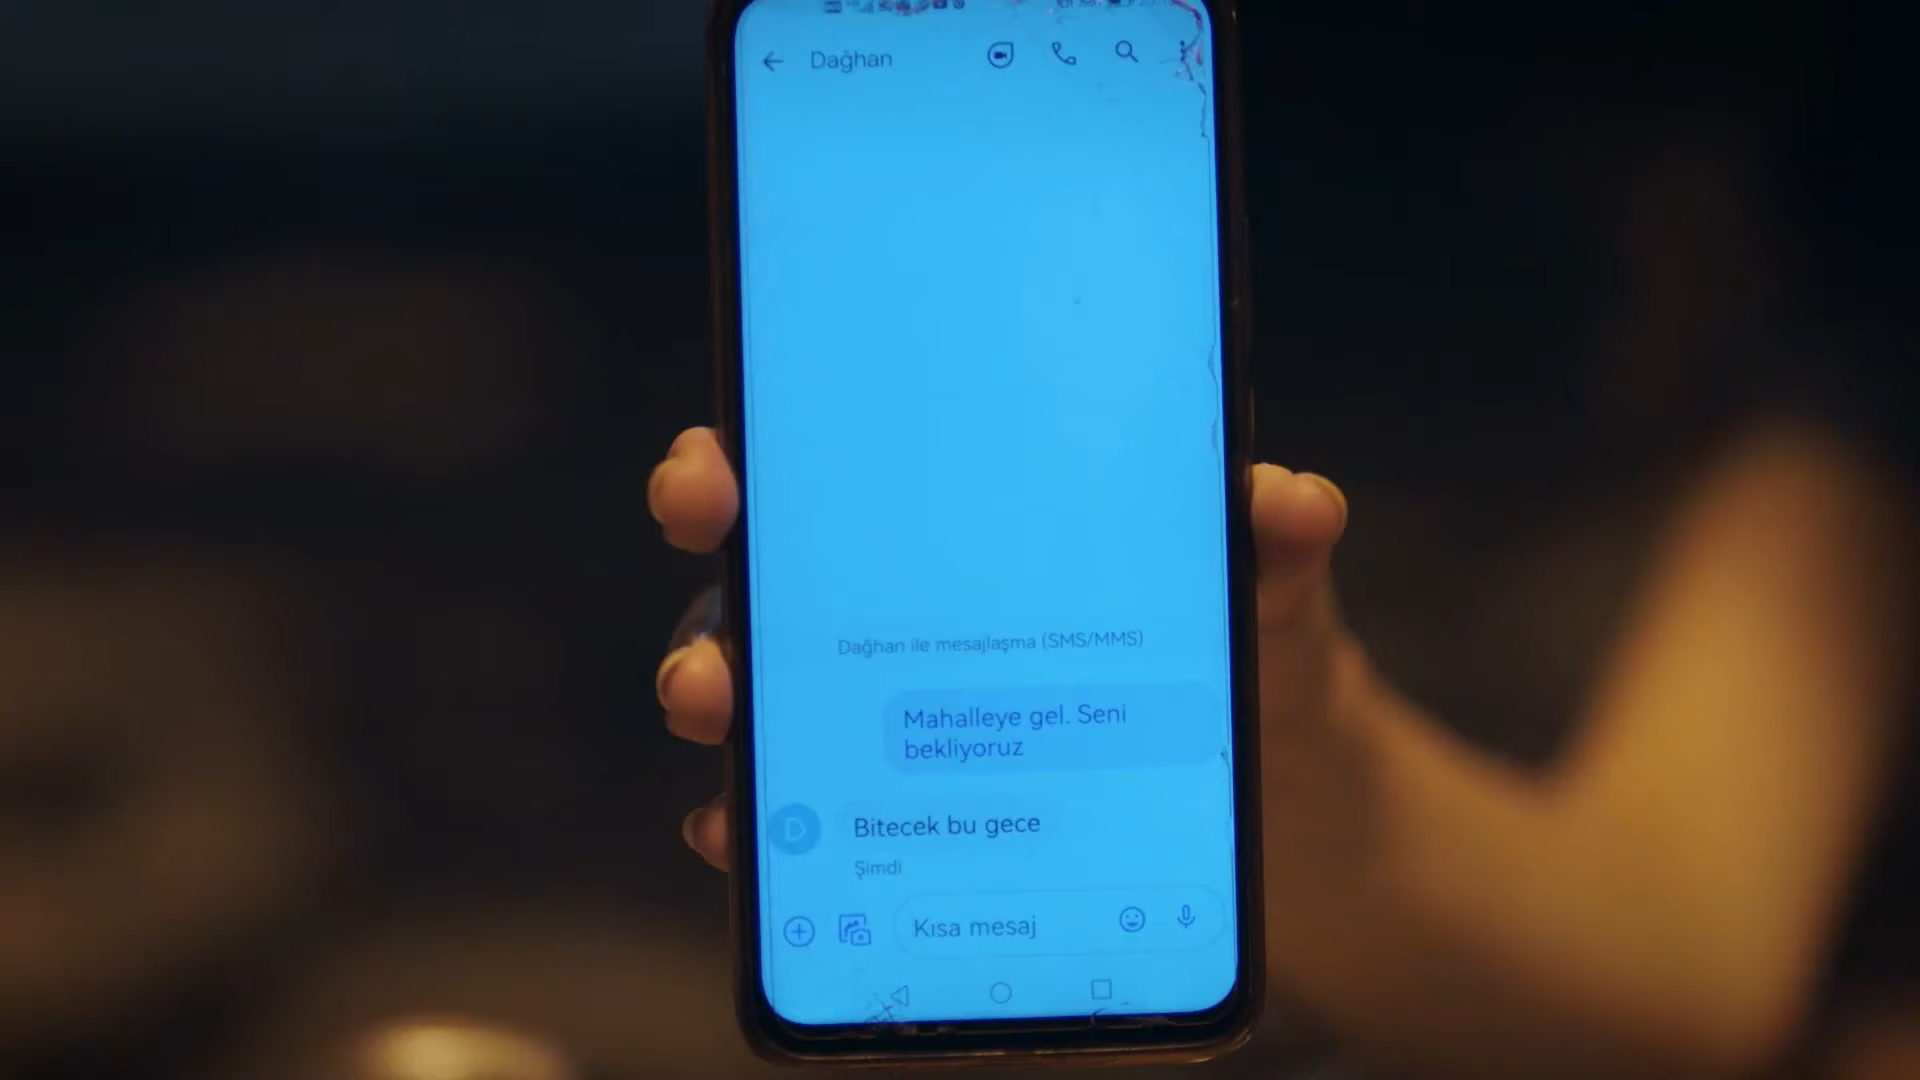 Dağhan
Dağhan ile mesajlaşma (SMS/MMS)
Mahalleye gel. Seni
bekliyoruz
D
Bitecek bu gece
Şimdi
Kısa mesaj